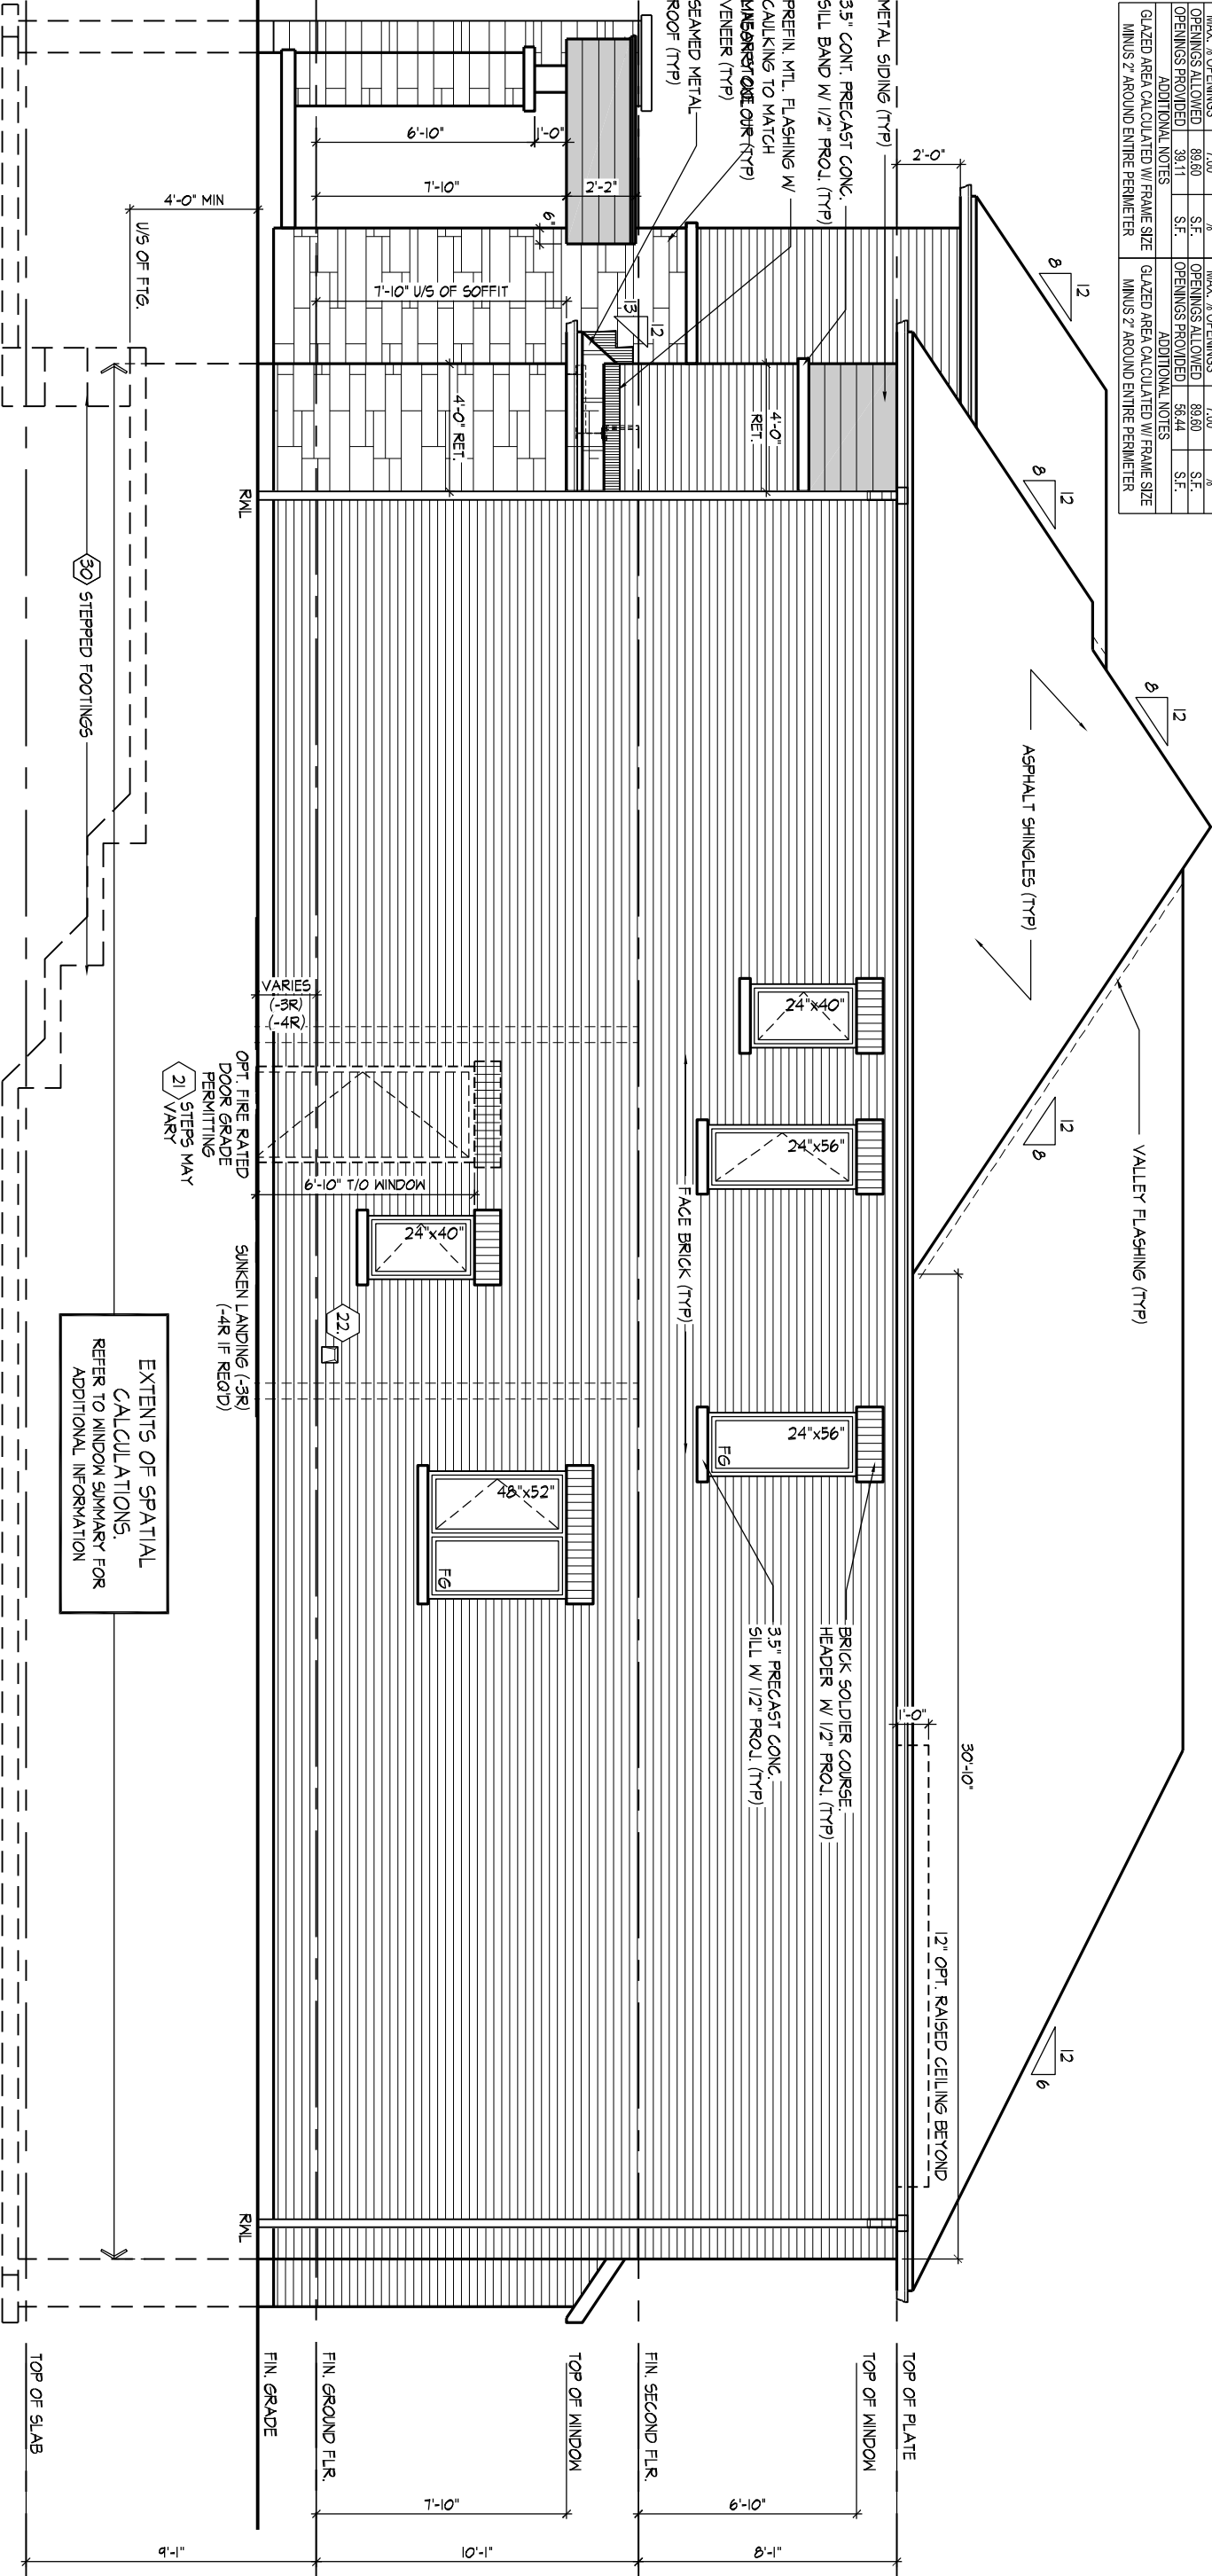 MAX. % OPENINGS 7.00 %
OPENINGS ALLOWED 89.60 S.F.
OPENINGS PROVIDED 39.11 S.F.
ADDITIONAL NOTES
GLAZED AREA CALCULATED W/ FRAME SIZE
MINUS 2" AROUND ENTIRE PERIMETER
MAX. % OPENINGS 7.00 %
OPENINGS ALLOWED 89.60 S.F.
OPENINGS PROVIDED 56.44 S.F.
ADDITIONAL NOTES
GLAZED AREA CALCULATED W/ FRAME SIZE
MINUS 2" AROUND ENTIRE PERIMETER
12
8
12
8
12
8
ASPHALT SHINGLES (TYP)
VALLEY FLASHING (TYP)
12
8
12
6
30'-10"
12" OPT. RAISED CEILING BEYOND
1'-0"
2'-0"
METAL SIDING (TYP)
3.5" CONT. PRECAST CONC.
SILL BAND W/ 1/2" PROJ. (TYP)
PREFIN. MTL. FLASHING W/
CAULKING TO MATCH
VENEER (TYP)
SEAMED METAL
ROOF (TYP)
4'-0"
RET.
12
13
24"x40"
24"x56"
24"x56"
FG
FACE BRICK (TYP)
BRICK SOLDIER COURSE
HEADER W/ 1/2" PROJ. (TYP)
3.5" PRECAST CONC.
SILL W/ 1/2" PROJ. (TYP)
6'-10"
1'-0"
7'-10"
2'-2"
6"
7'-10" U/S OF SOFFIT
4'-0" RET.
4'-0" MIN
U/S OF FTG.
RWL
VARIES
(-3R)
(-4R)
OPT. FIRE RATED
DOOR GRADE
PERMITTING
21 STEPS MAY
VARY
6'-10" T/O WINDOW
24"x40"
22.
SUNKEN LANDING (-3R)
(-4R IF REQ'D)
48"x52"
FG
RWL
30 STEPPED FOOTINGS
EXTENTS OF SPATIAL
CALCULATIONS.
REFER TO WINDOW SUMMARY FOR
ADDITIONAL INFORMATION
TOP OF PLATE
TOP OF WINDOW
FIN. SECOND FLR.
TOP OF WINDOW
FIN. GROUND FLR.
FIN. GRADE
TOP OF SLAB
6'-10"
7'-10"
8'-1"
10'-1"
9'-1"